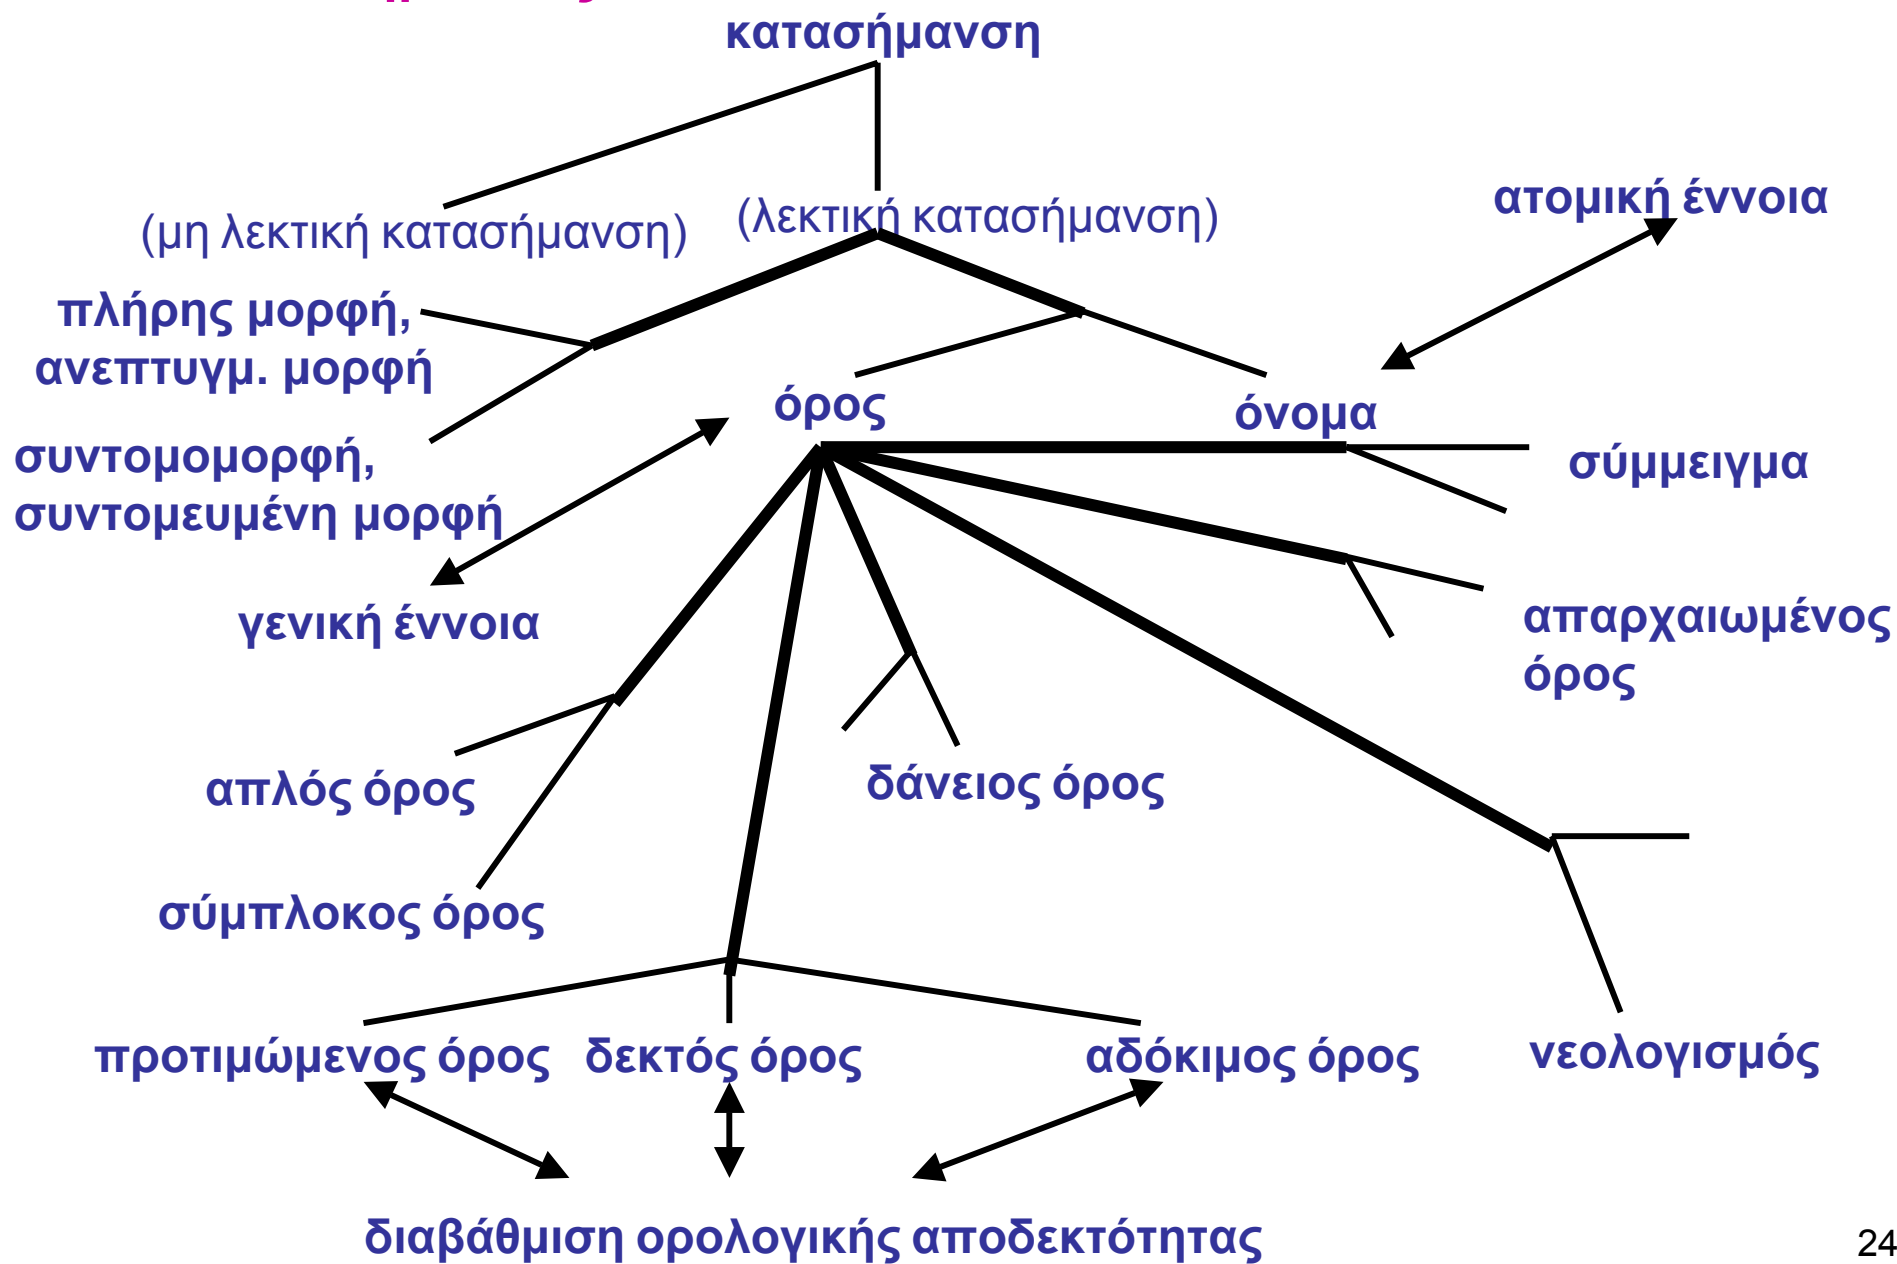 κατασήμανση
(μη λεκτική κατασήμανση)
(λεκτική κατασήμανση)
ατομική έννοια
πλήρης μορφή,
ανεπτυγμ. μορφή
όρος
όνομα
συντομομορφή,
συντομευμένη μορφή
σύμμειγμα
γενική έννοια
απαρχαιωμένος
όρος
απλός όρος
δάνειος όρος
σύμπλοκος όρος
προτιμώμενος όρος
δεκτός όρος
αδόκιμος όρος
νεολογισμός
διαβάθμιση ορολογικής αποδεκτότητας
24